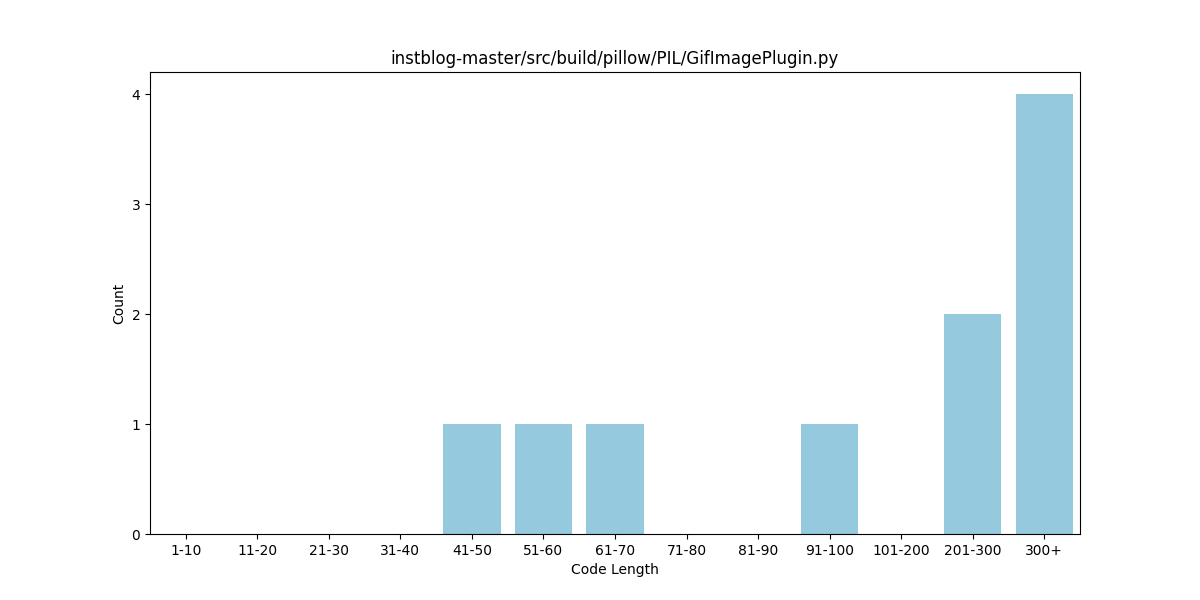 instblog-master/src/build/pillow/PIL/GifImagePlugin.py
4
3
2
1
0
Count
1-10 11-20 21-30 31-40 41-50 51-60 61-70 71-80 81-90 91-100 101-200 201-300 300+
Code Length